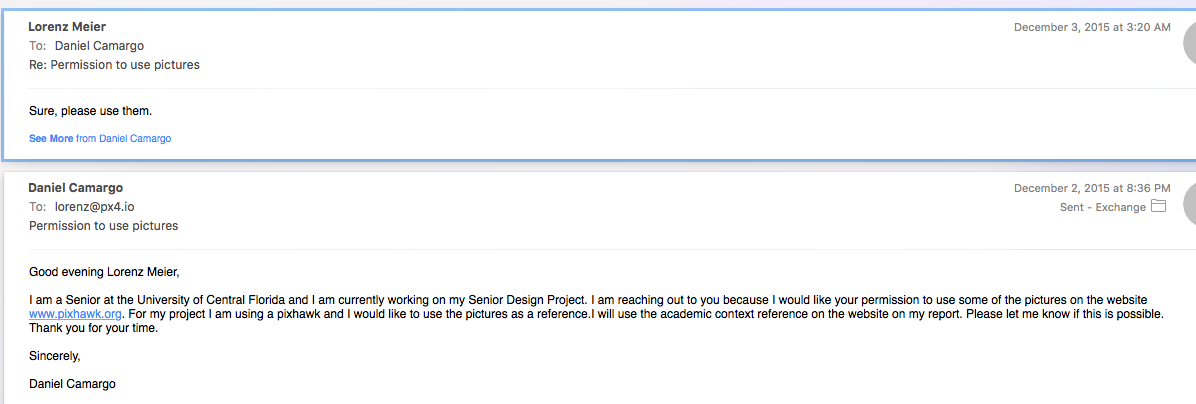 Lorenz Meier
December 3, 2015 at 3:20 AM
To: Daniel Camargo
Re: Permission to use pictures
Sure, please use them.
See More from Daniel Camargo
Daniel Camargo
December 2, 2015 at 8:36 PM
To: lorenz@px4.io
Sent - Exchange
Permission to use pictures
Good evening Lorenz Meier,
I am a Senior at the University of Central Florida and I am currently working on my Senior Design Project. I am reaching out to you because I would like your permission to use some of the pictures on the website
www.pixhawk.org. For my project I am using a pixhawk and I would like to use the pictures as a reference.I will use the academic context reference on the website on my report. Please let me know if this is possible.
Thank you for your time.
Sincerely,
Daniel Camargo